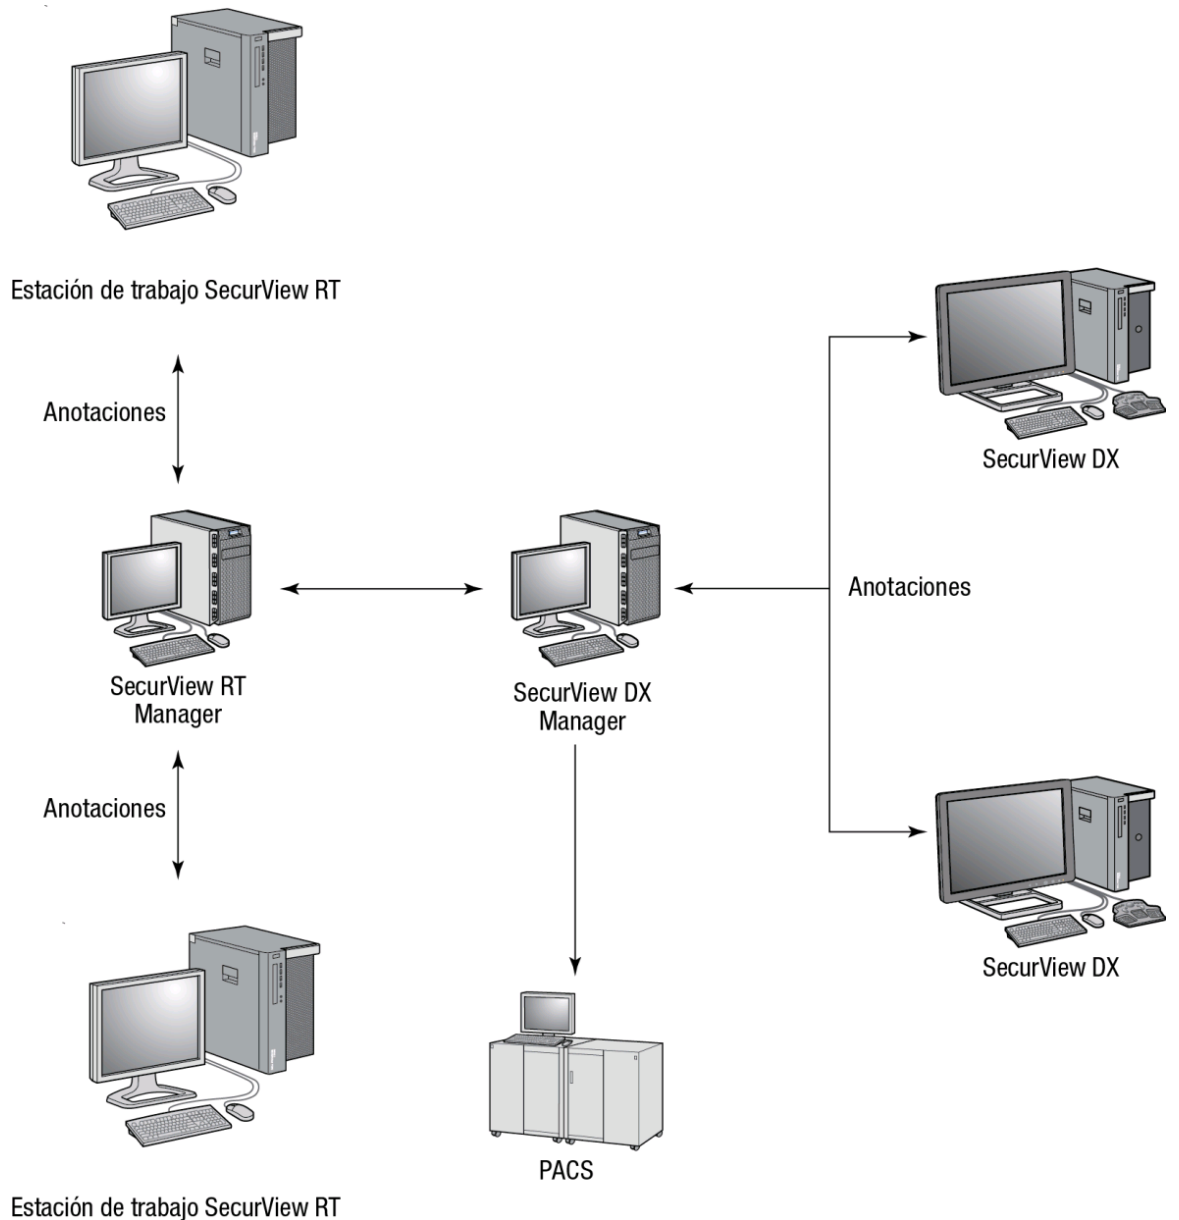 Estación de trabajo SecurView RT
Anotaciones
SecurView DX
Anotaciones
SecurView RT
Manager
SecurView DX
Manager
Anotaciones
SecurView DX
PACS
Estación de trabajo SecurView RT